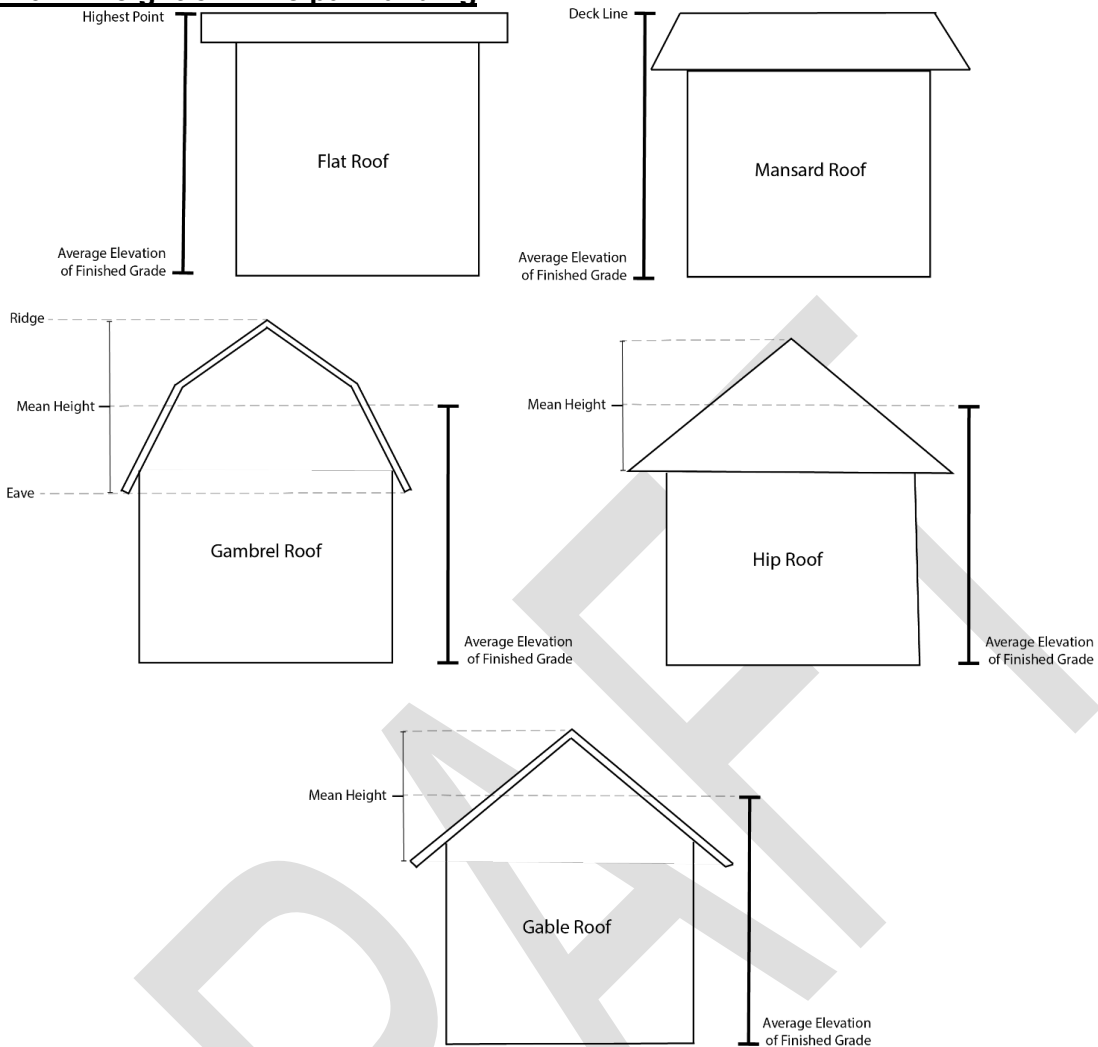 Highest Point
Deck Line
Flat Roof
Mansard Roof
Average Elevation
of Finished Grade
Average Elevation
of Finished Grade
Ridge
Mean Height
Mean Height
Eave
Gambrel Roof
Hip Roof
Average Elevation
of Finished Grade
Average Elevation
of Finished Grade
Mean Height
Gable Roof
Average Elevation
of Finished Grade
DRAFT